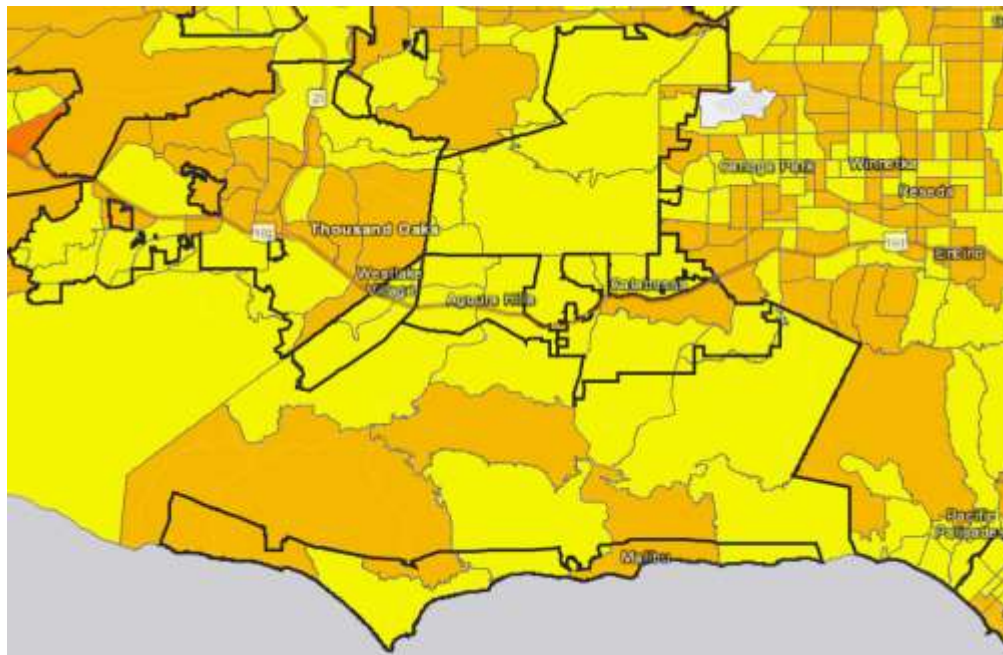 23
Canoga Park
Winnetka
Reseda
Thousand Oaks
101
101
Encino
Westlake
Village
Calabasas
Agoura Hills
Pacific
Palisades
Malibu